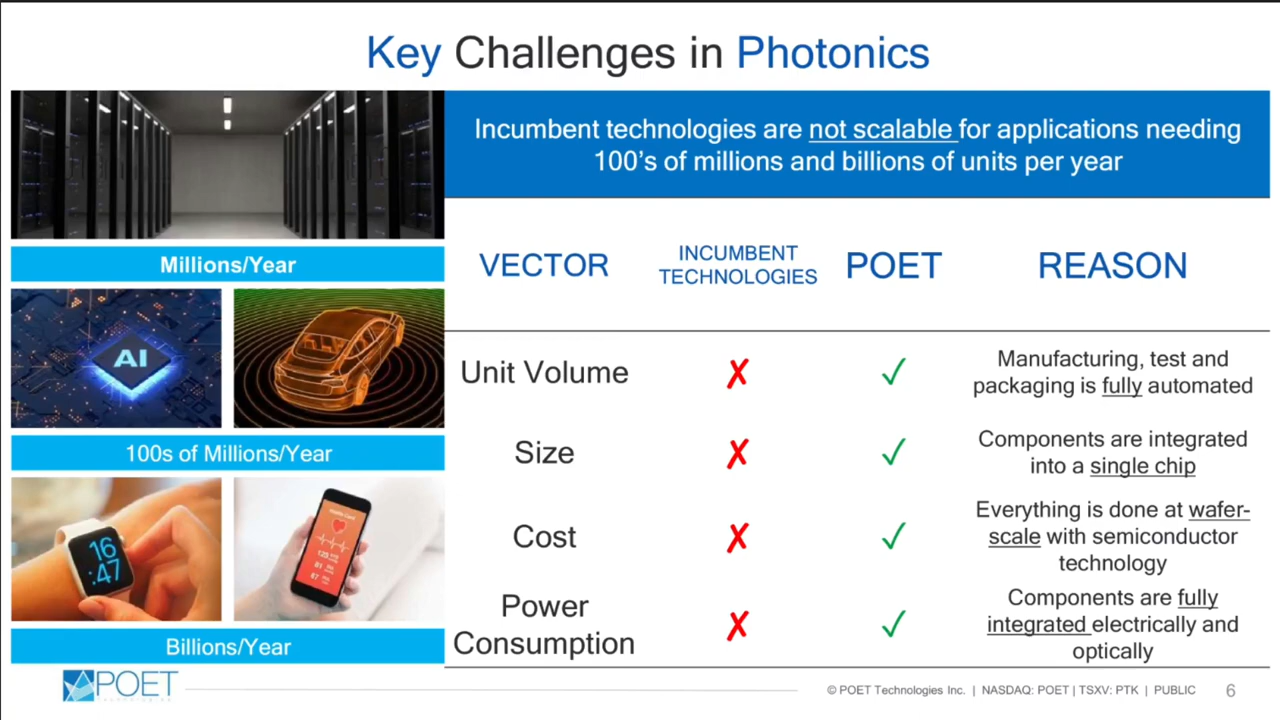 Key Challenges in Photonics
Incumbent technologies are not scalable for applications needing
100's of millions and billions of units per year
Millions/Year
AI
100s of Millions/Year
16
:47
Billions/Year
VECTOR
INCUMBENT
TECHNOLOGIES
POET
REASON
Unit Volume
✗
✓
Manufacturing, test and
packaging is fully automated
Size
✗
✓
Components are integrated
into a single chip
Cost
✗
✓
Everything is done at wafer-
scale with semiconductor
technology
Power
Consumption
✗
✓
Components are fully
integrated electrically and
optically
POET
© POET Technologies Inc. | NASDAQ: POET | TSXV: PTK | PUBLIC
6